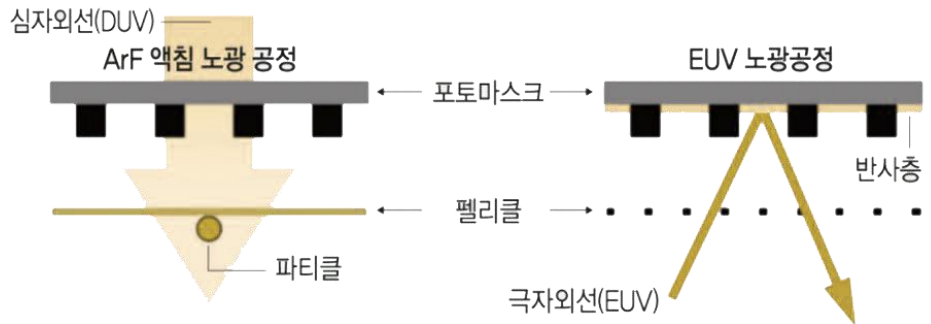 심자외선(DUV)
ArF 액침 노광 공정
EUV 노광공정
포토마스크
반사층
펠리클
파티클
극자외선(EUV)